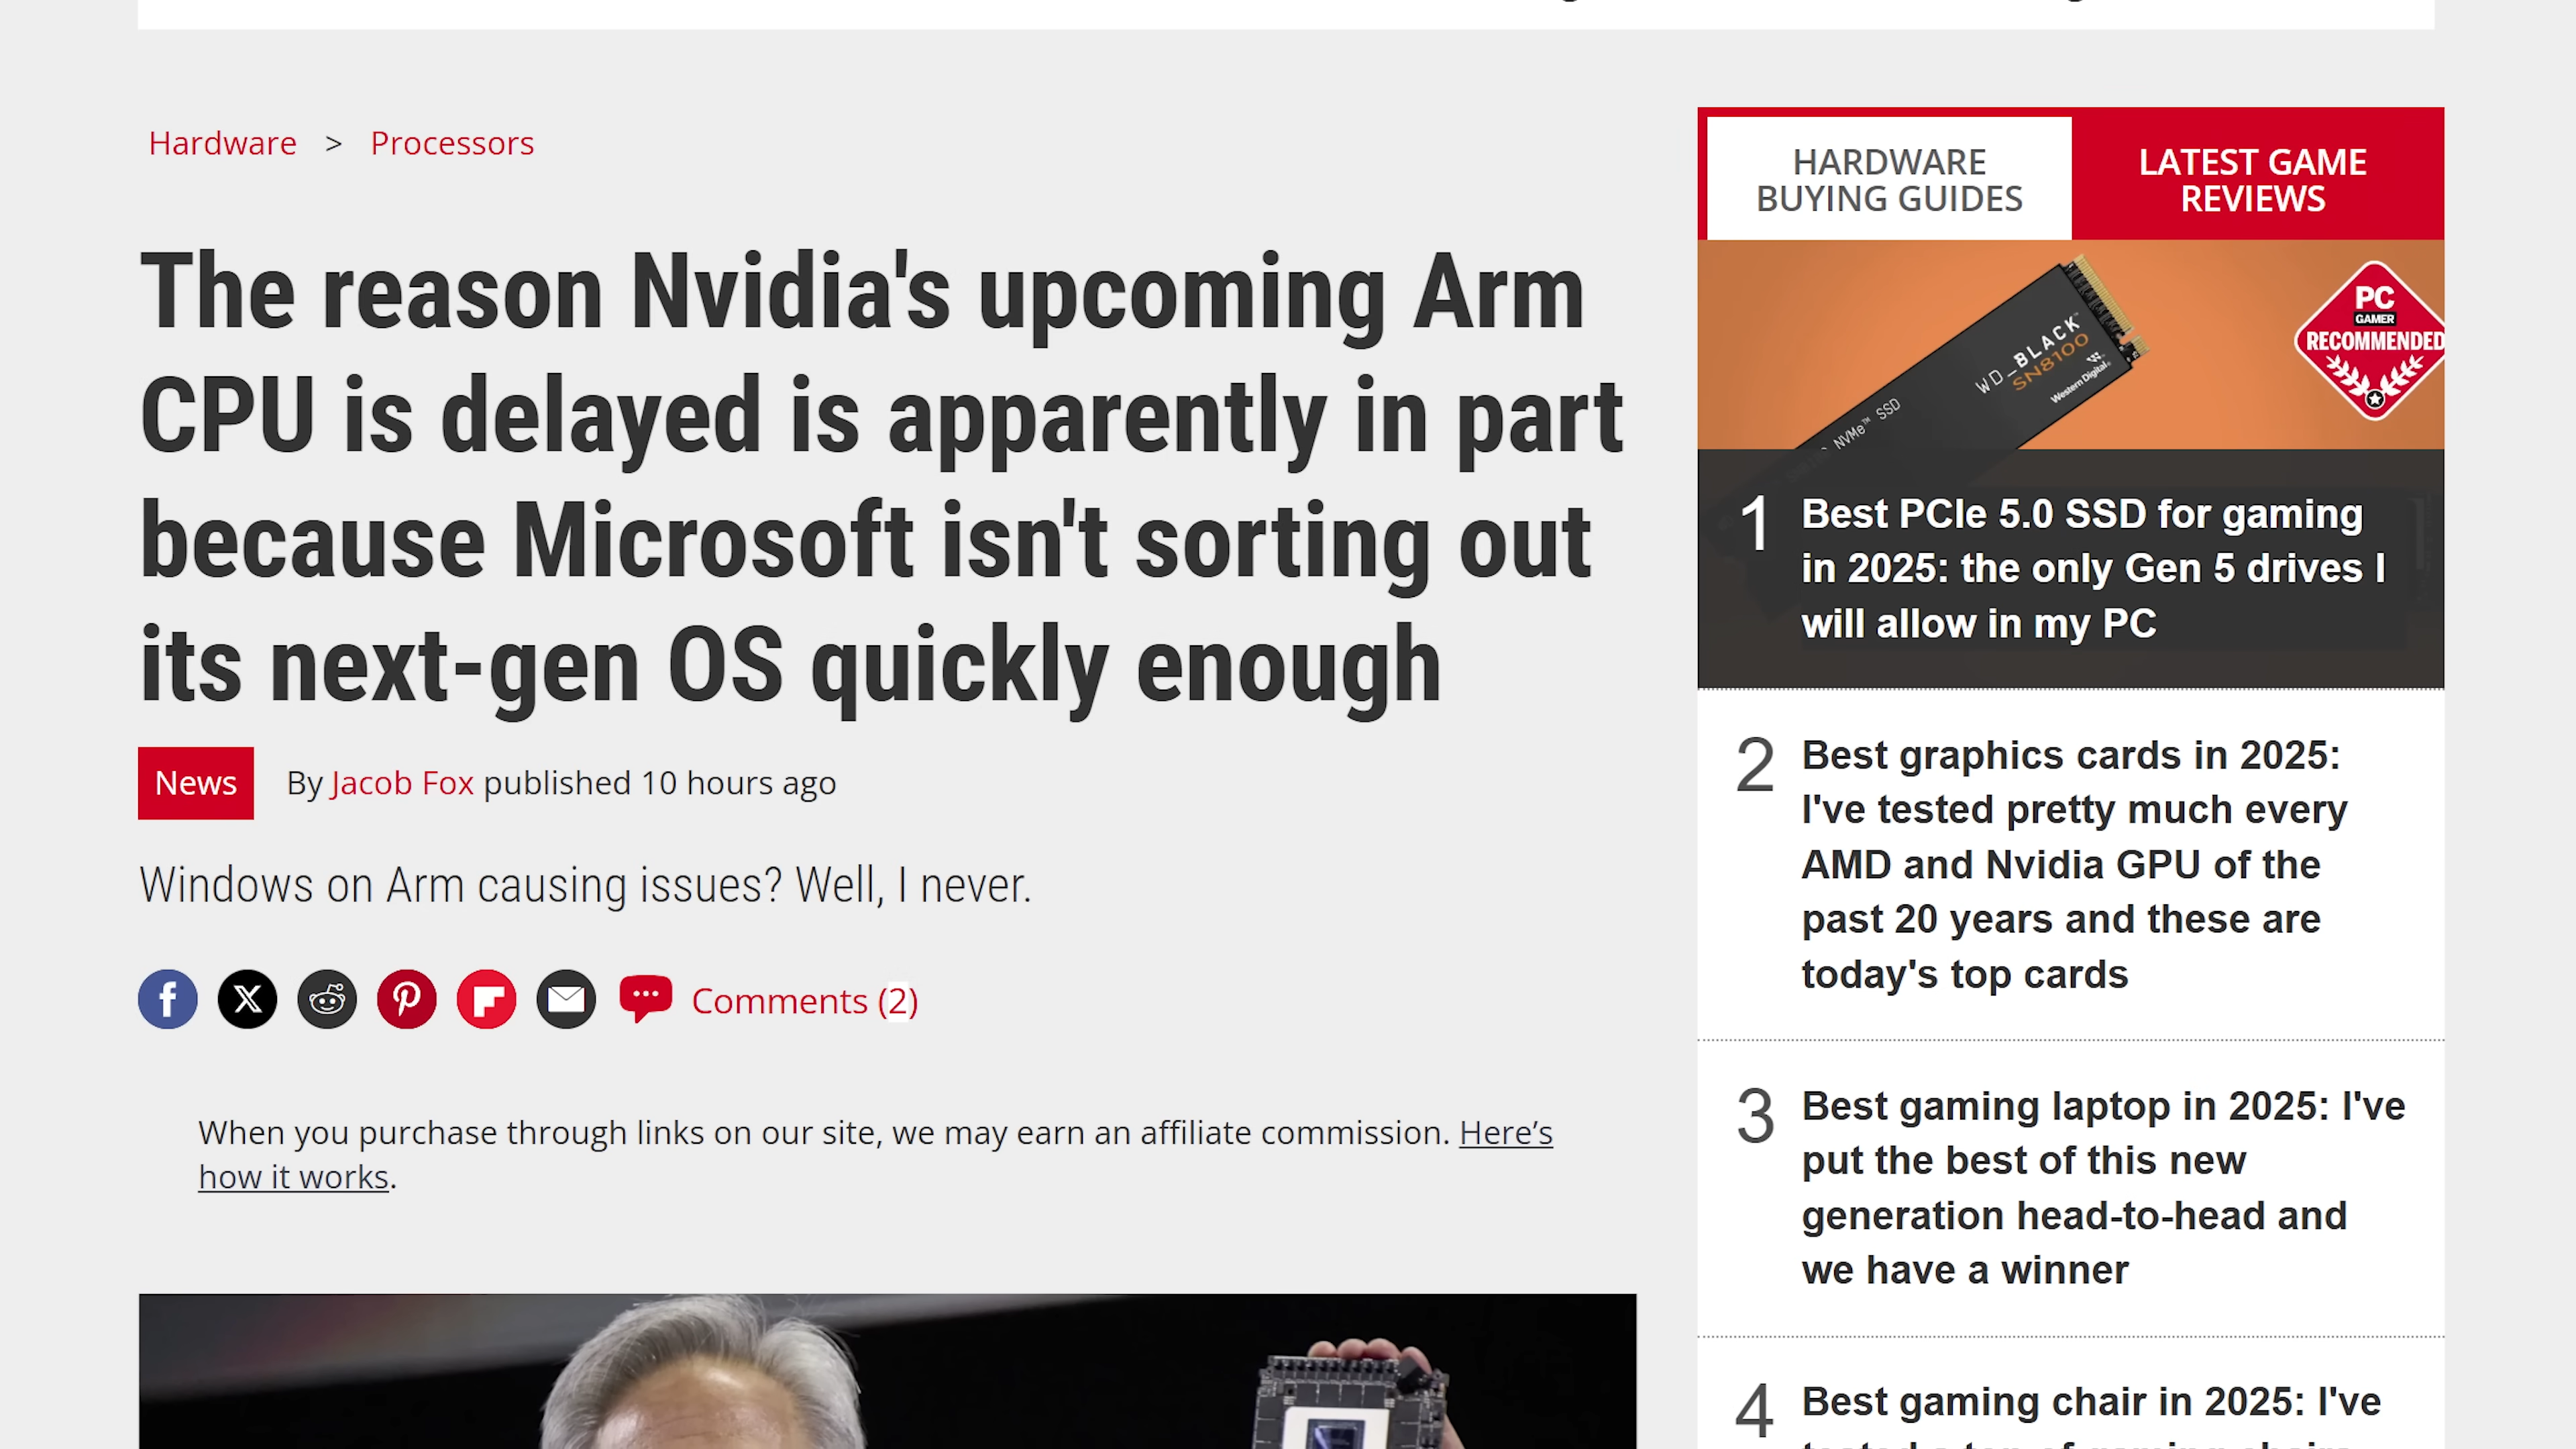 Hardware > Processors
The reason Nvidia's upcoming Arm
CPU is delayed is apparently in part
because Microsoft isn't sorting out
its next-gen OS quickly enough
News By Jacob Fox published 10 hours ago
Windows on Arm causing issues? Well, I never.
Comments (2)
When you purchase through links on our site, we may earn an affiliate commission. Here's
how it works.
HARDWARE
BUYING GUIDES
LATEST GAME
REVIEWS
WD_BLACK™
SN8100
Western Digital
NVMe™ SSD
PC
GAMER
RECOMMENDED
1 Best PCIe 5.0 SSD for gaming
in 2025: the only Gen 5 drives I
will allow in my PC
2 Best graphics cards in 2025:
I've tested pretty much every
AMD and Nvidia GPU of the
past 20 years and these are
today's top cards
3 Best gaming laptop in 2025: I've
put the best of this new
generation head-to-head and
we have a winner
4 Best gaming chair in 2025: I've